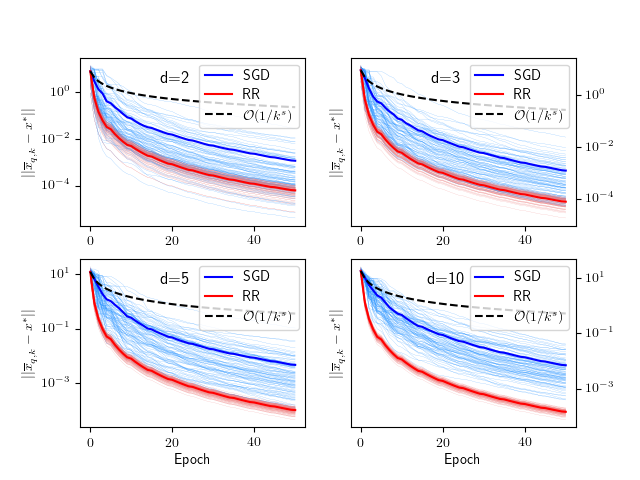 d=2
SGD
RR
𝒪(1/k^s)
10^0
10^−2
10^−4
||x̅_{q,k} − x*||
0 20 40
d=3
SGD
RR
𝒪(1/k^s)
10^0
10^−2
10^−4
||x̅_{q,k} − x*||
0 20 40
d=5
SGD
RR
𝒪(1/k^s)
10^1
10^−1
10^−3
||x̅_{q,k} − x*||
0 20 40
Epoch
d=10
SGD
RR
𝒪(1/k^s)
10^1
10^−1
10^−3
||x̅_{q,k} − x*||
0 20 40
Epoch